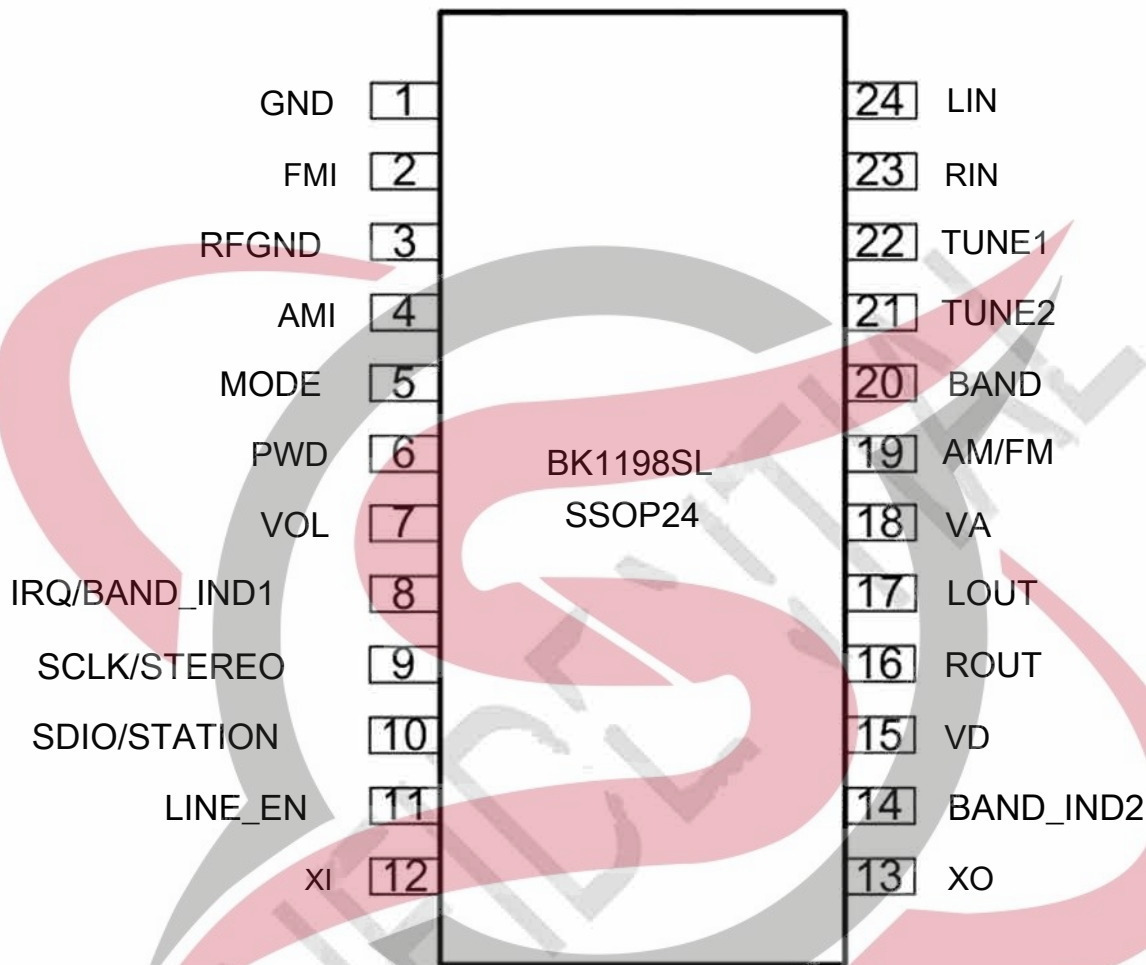 GND 1
FMI 2
RFGND 3
AMI 4
MODE 5
PWD 6
VOL 7
IRQ/BAND_IND1 8
SCLK/STEREO 9
SDIO/STATION 10
LINE_EN 11
XI 12
BK1198SL
SSOP24
24 LIN
23 RIN
22 TUNE1
21 TUNE2
20 BAND
19 AM/FM
18 VA
17 LOUT
16 ROUT
15 VD
14 BAND_IND2
13 XO